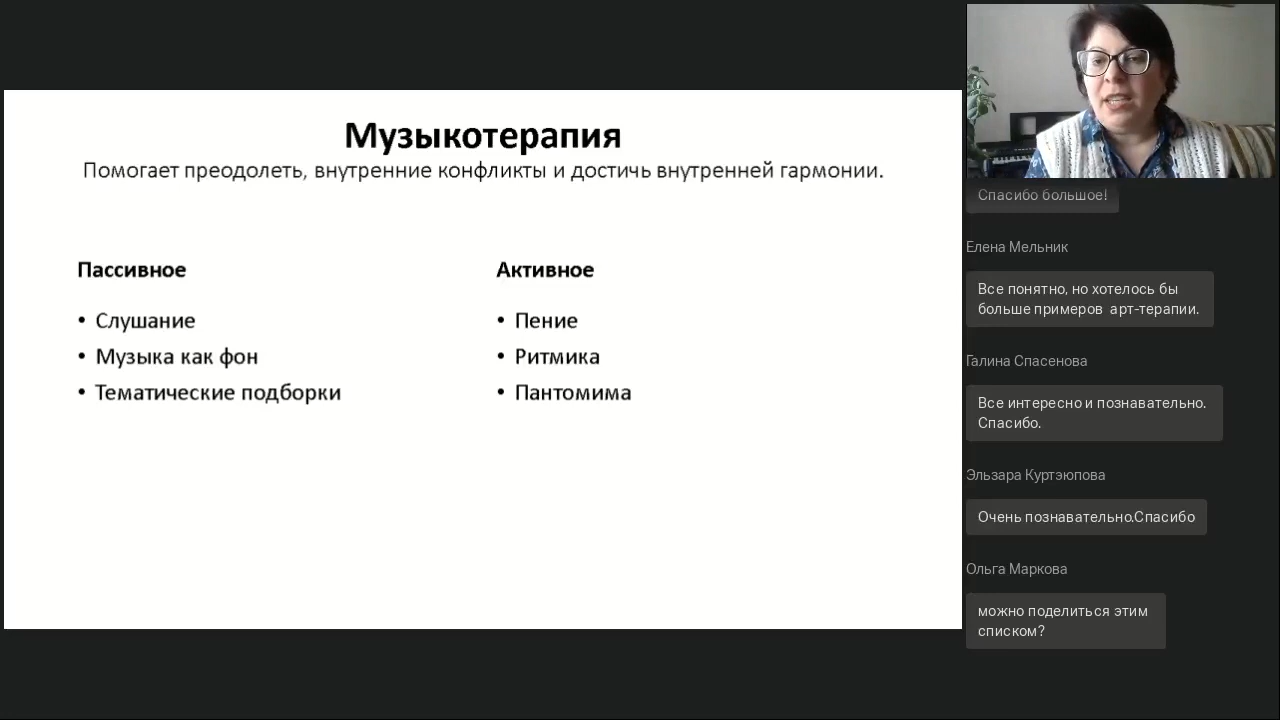 Музыкотерапия
Помогает преодолеть, внутренние конфликты и достичь внутренней гармонии.
Пассивное
• Слушание
• Музыка как фон
• Тематические подборки
Активное
• Пение
• Ритмика
• Пантомима
Спасибо большое!
Елена Мельник
Все понятно, но хотелось бы
больше примеров арт-терапии.
Галина Спасенова
Все интересно и познавательно.
Спасибо.
Эльзара Куртэюпова
Очень познавательно.Спасибо
Ольга Маркова
можно поделиться этим
списком?